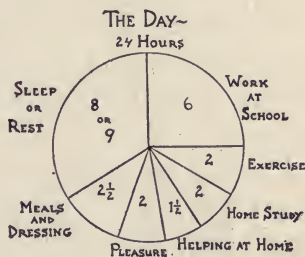 THE DAY~
24 HOURS
SLEEP
OR
REST
8
OR
9
6
WORK
AT
SCHOOL
2
EXERCISE
2
HOME STUDY
1½
HELPING AT HOME
2
PLEASURE
2½
MEALS
AND
DRESSING